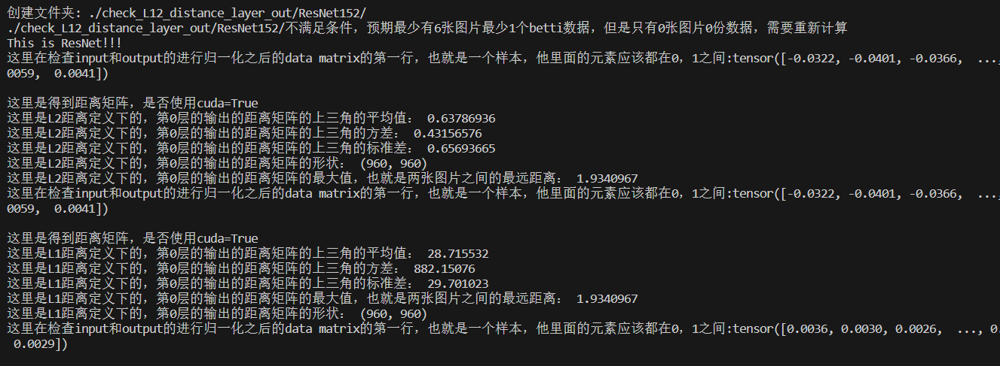 创建文件夹: ./check_L12_distance_layer_out/ResNet152/
./check_L12_distance_layer_out/ResNet152/不满足条件，预期最少有6张图片最少1个betti数据，但是只有0张图片0份数据，需要重新计算
This is ResNet!!!
这里在检查input和output的进行归一化之后的data matrix的第一行，也就是一个样本，他里面的元素应该都在0，1之间:tensor([-0.0322, -0.0401, -0.0366,  ...,
0059,  0.0041])
这里是得到距离矩阵，是否使用cuda=True
这里是L2距离定义下的，第0层的输出的距离矩阵的上三角的平均值： 0.63786936
这里是L2距离定义下的，第0层的输出的距离矩阵的上三角的方差： 0.43156576
这里是L2距离定义下的，第0层的输出的距离矩阵的上三角的标准差： 0.65693665
这里是L2距离定义下的，第0层的输出的距离矩阵的形状： (960, 960)
这里是L2距离定义下的，第0层的输出的距离矩阵的最大值，也就是两张图片之间的最远距离： 1.9340967
这里在检查input和output的进行归一化之后的data matrix的第一行，也就是一个样本，他里面的元素应该都在0，1之间:tensor([-0.0322, -0.0401, -0.0366,  ...,
0059,  0.0041])
这里是得到距离矩阵，是否使用cuda=True
这里是L1距离定义下的，第0层的输出的距离矩阵的上三角的平均值： 28.715532
这里是L1距离定义下的，第0层的输出的距离矩阵的上三角的方差： 882.15076
这里是L1距离定义下的，第0层的输出的距离矩阵的上三角的标准差： 29.701023
这里是L1距离定义下的，第0层的输出的距离矩阵的最大值，也就是两张图片之间的最远距离： 1.9340967
这里是L1距离定义下的，第0层的输出的距离矩阵的形状： (960, 960)
这里在检查input和output的进行归一化之后的data matrix的第一行，也就是一个样本，他里面的元素应该都在0，1之间:tensor([0.0036, 0.0030, 0.0026,  ..., 0.
0.0029])